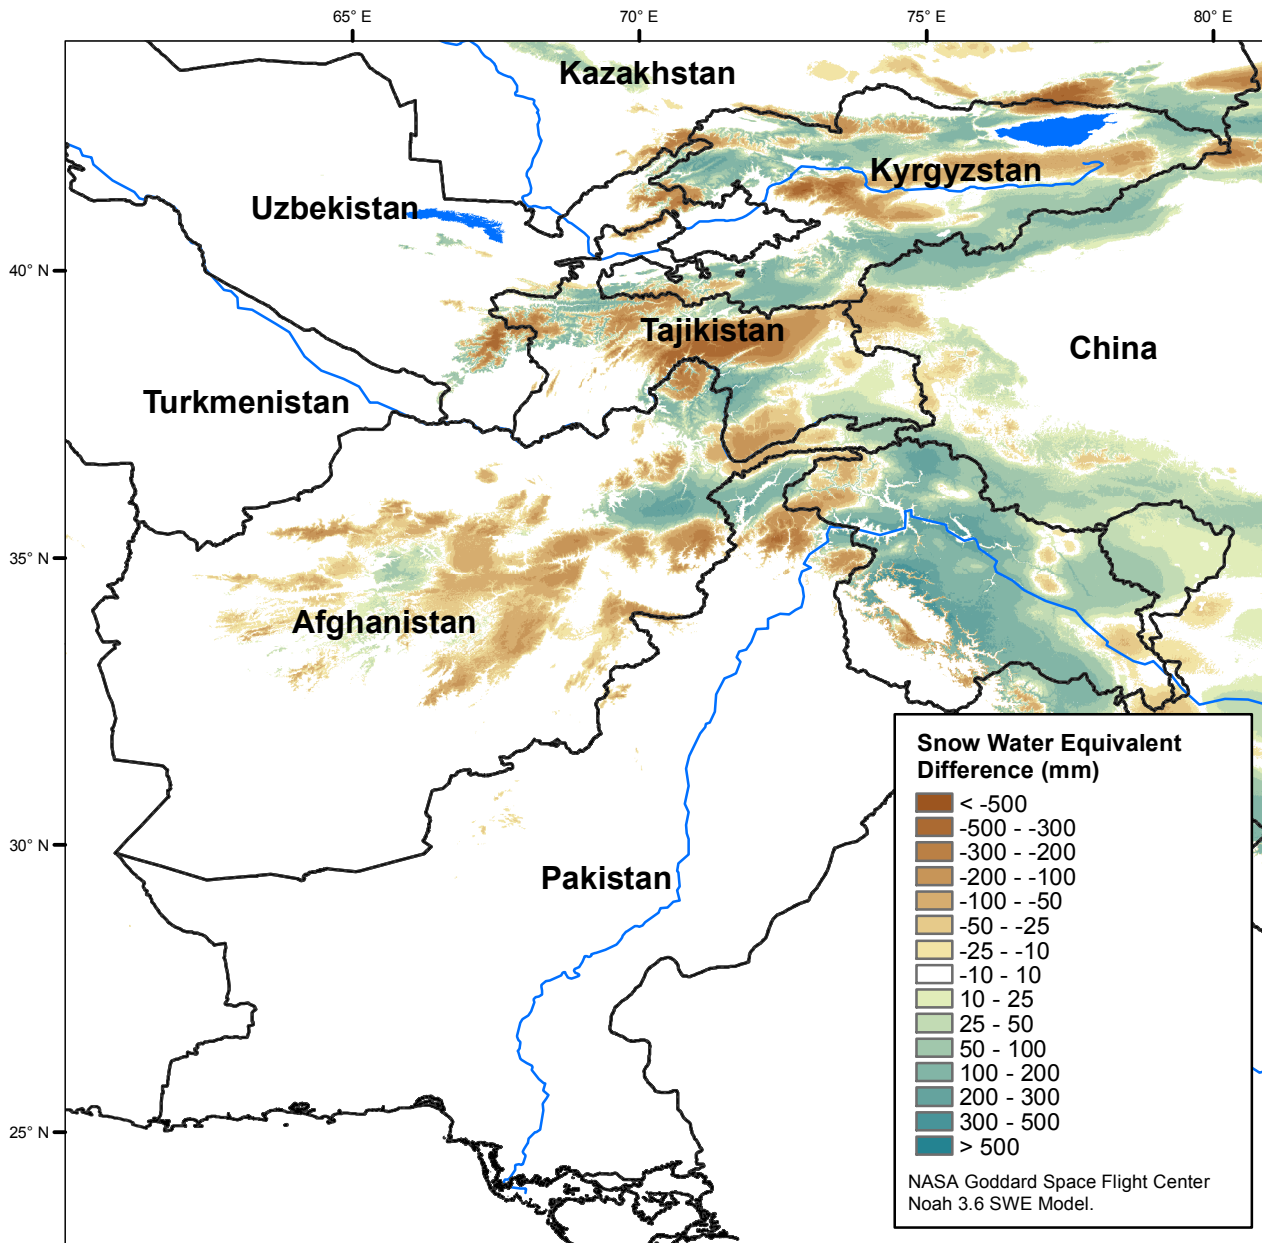 65° E
70° E
75° E
80° E
Kazakhstan
Kyrgyzstan
Uzbekistan
40° N
Tajikistan
China
Turkmenistan
35° N
Afghanistan
30° N
Pakistan
25° N
Snow Water Equivalent
Difference (mm)
< -500
-500 - -300
-300 - -200
-200 - -100
-100 - -50
-50 - -25
-25 - -10
-10 - 10
10 - 25
25 - 50
50 - 100
100 - 200
200 - 300
300 - 500
> 500
NASA Goddard Space Flight Center
Noah 3.6 SWE Model.